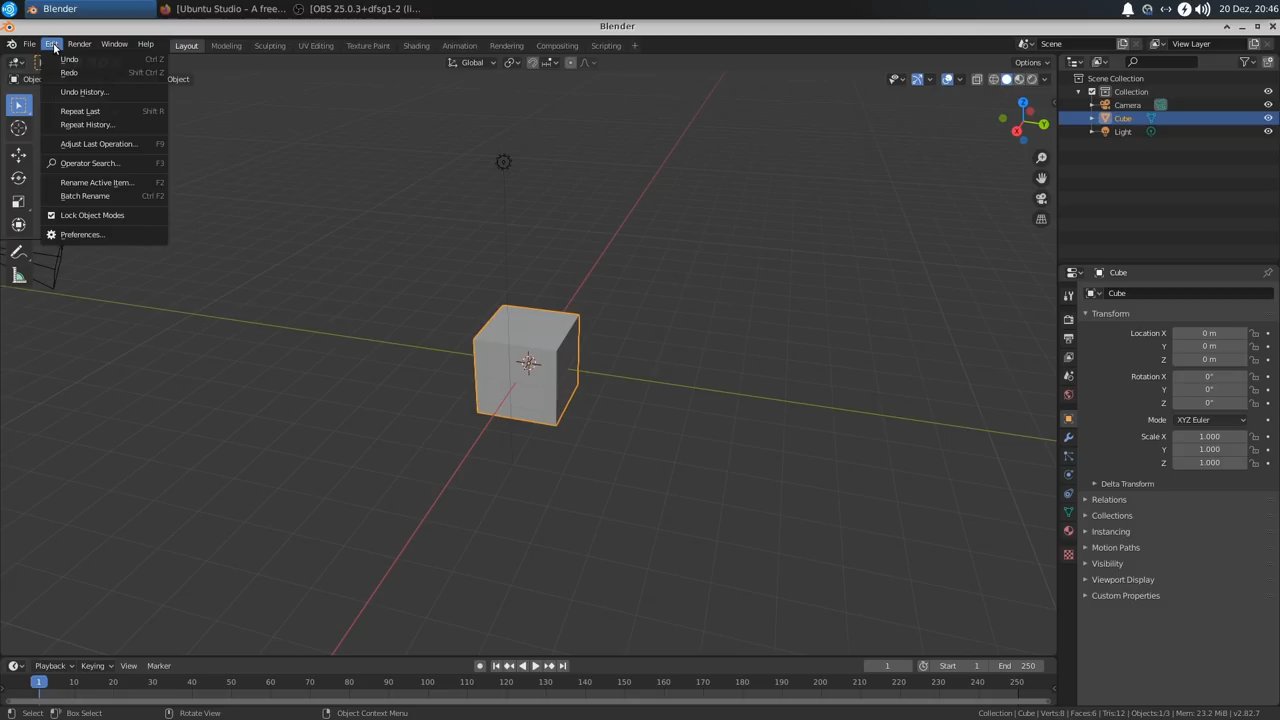 Blender
[Ubuntu Studio – A free...
[OBS 25.0.3+dfsg1-2 (li...
20 Dez, 20:46
Blender
File Edit Render Window Help
Layout Modeling Sculpting UV Editing Texture Paint Shading Animation Rendering Compositing Scripting
Scene
View Layer
Global
Options
Object
Undo Ctrl Z
Redo Shift Ctrl Z
Undo History...
Repeat Last Shift R
Repeat History...
Adjust Last Operation... F9
Operator Search... F3
Rename Active Item... F2
Batch Rename Ctrl F2
Lock Object Modes
Preferences...
Z
Y
X
Scene Collection
Collection
Camera
Cube
Light
Cube
Cube
Transform
Location X 0 m
Y 0 m
Z 0 m
Rotation X 0°
Y 0°
Z 0°
Mode XYZ Euler
Scale X 1.000
Y 1.000
Z 1.000
Delta Transform
Relations
Collections
Instancing
Motion Paths
Visibility
Viewport Display
Custom Properties
Playback Keying View Marker
1 Start 1 End 250
1 10 20 30 40 50 60 70 80 90 100 110 120 130 140 150 160 170 180 190 200 210 220 230 240 250
Select Box Select Rotate View Object Context Menu
Collection | Cube | Verts:8 | Faces:6 | Tris:12 | Objects:1/3 | Mem: 23.2 MiB | v2.82.7